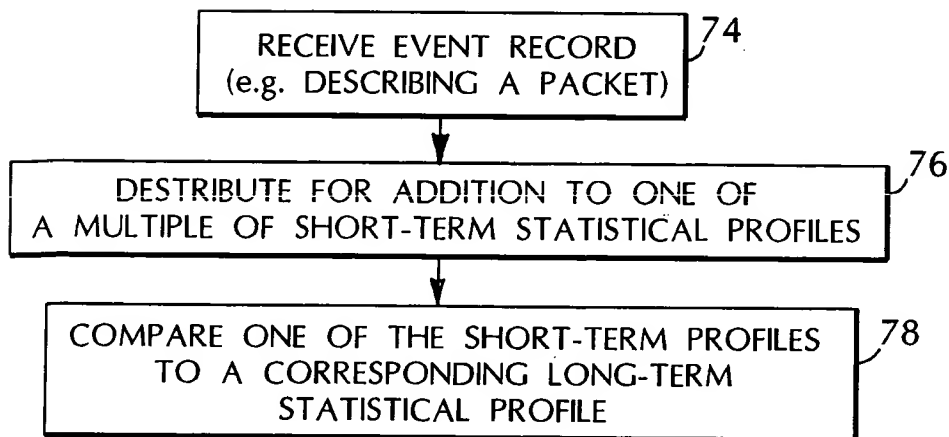 RECEIVE EVENT RECORD
(e.g. DESCRIBING A PACKET)
74
DESTRIBUTE FOR ADDITION TO ONE OF
A MULTIPLE OF SHORT-TERM STATISTICAL PROFILES
76
COMPARE ONE OF THE SHORT-TERM PROFILES
TO A CORRESPONDING LONG-TERM
STATISTICAL PROFILE
78